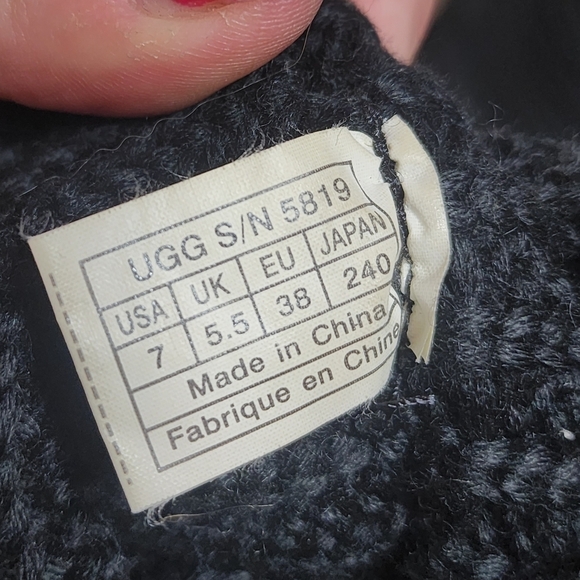 UGG S/N 5819
USA UK EU JAPAN
7 5.5 38 240
Made in China
Fabrique en Chine